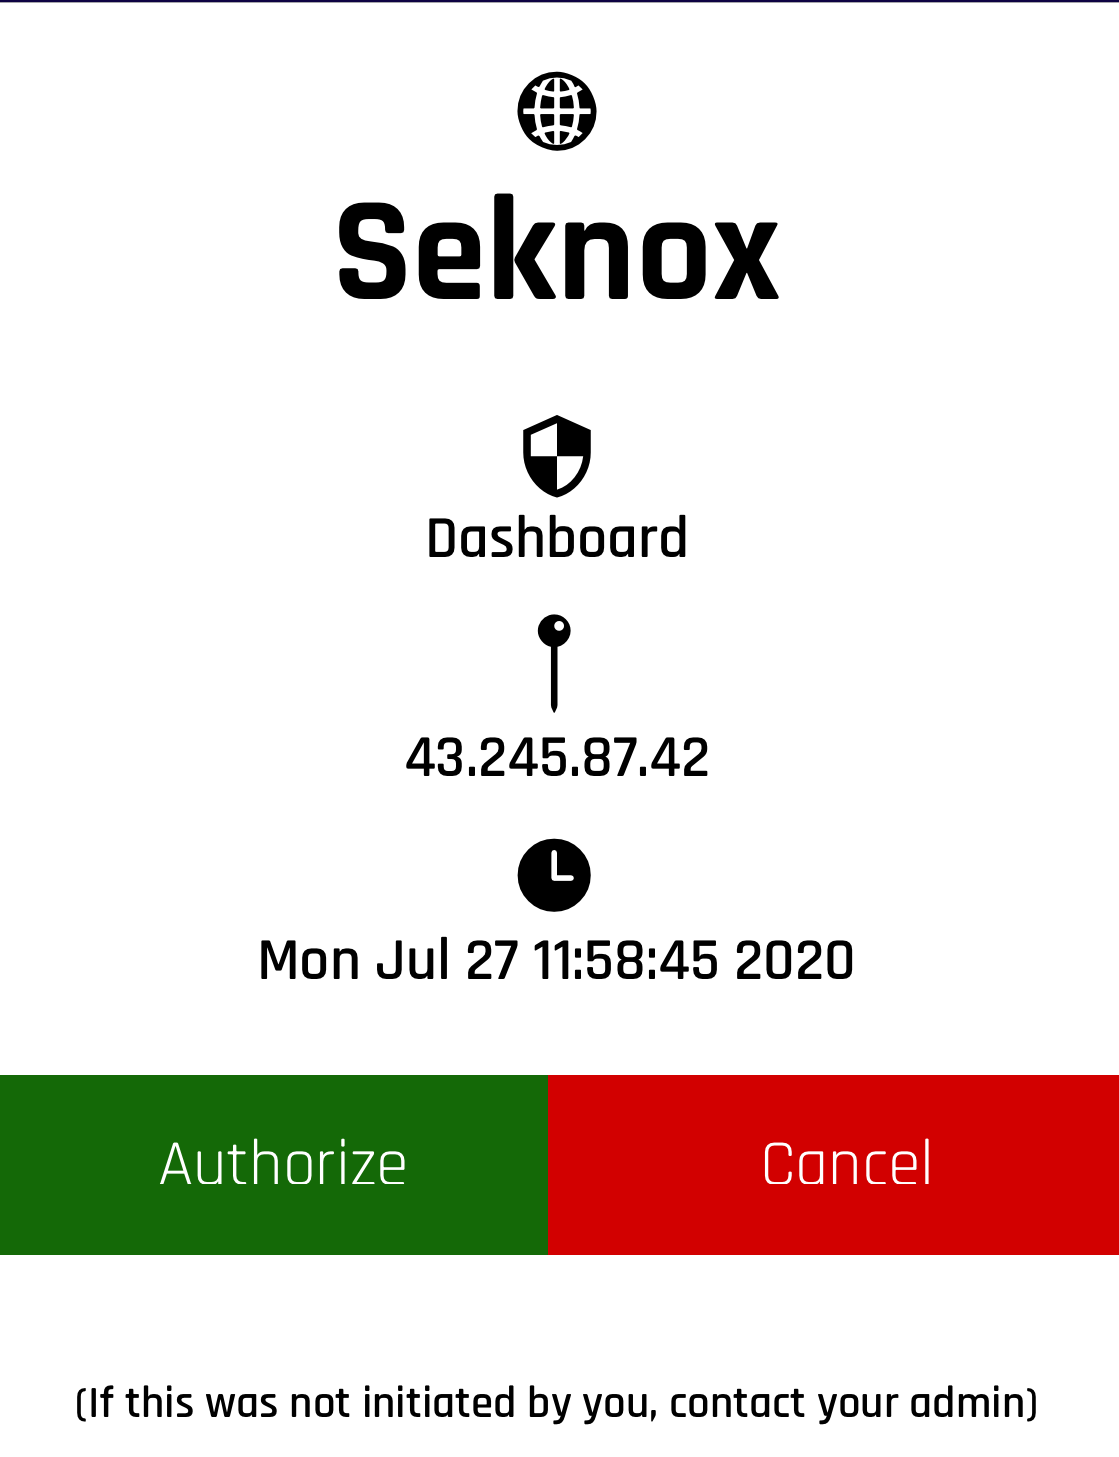 Seknox
Dashboard
43.245.87.42
Mon Jul 27 11:58:45 2020
Authorize
Cancel
(If this was not initiated by you, contact your admin)